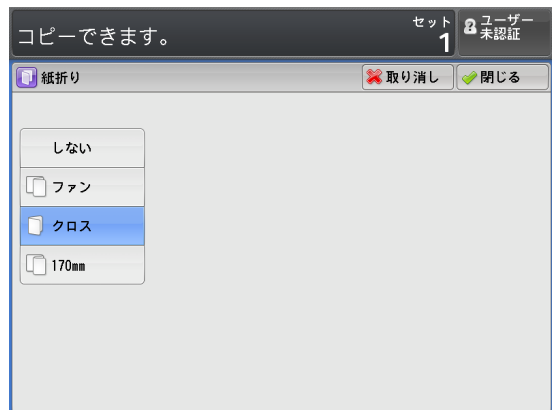 コピーできます。
セット
1
ユーザー
未認証
紙折り
取り消し
閉じる
しない
ファン
クロス
170mm